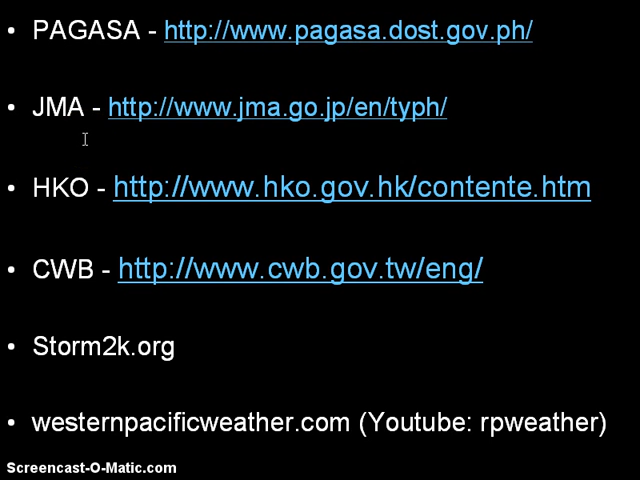 • PAGASA - http://www.pagasa.dost.gov.ph/
• JMA - http://www.jma.go.jp/en/typh/
• HKO - http://www.hko.gov.hk/contente.htm
• CWB - http://www.cwb.gov.tw/eng/
• Storm2k.org
• westernpacificweather.com (Youtube: rpweather)
Screencast-O-Matic.com